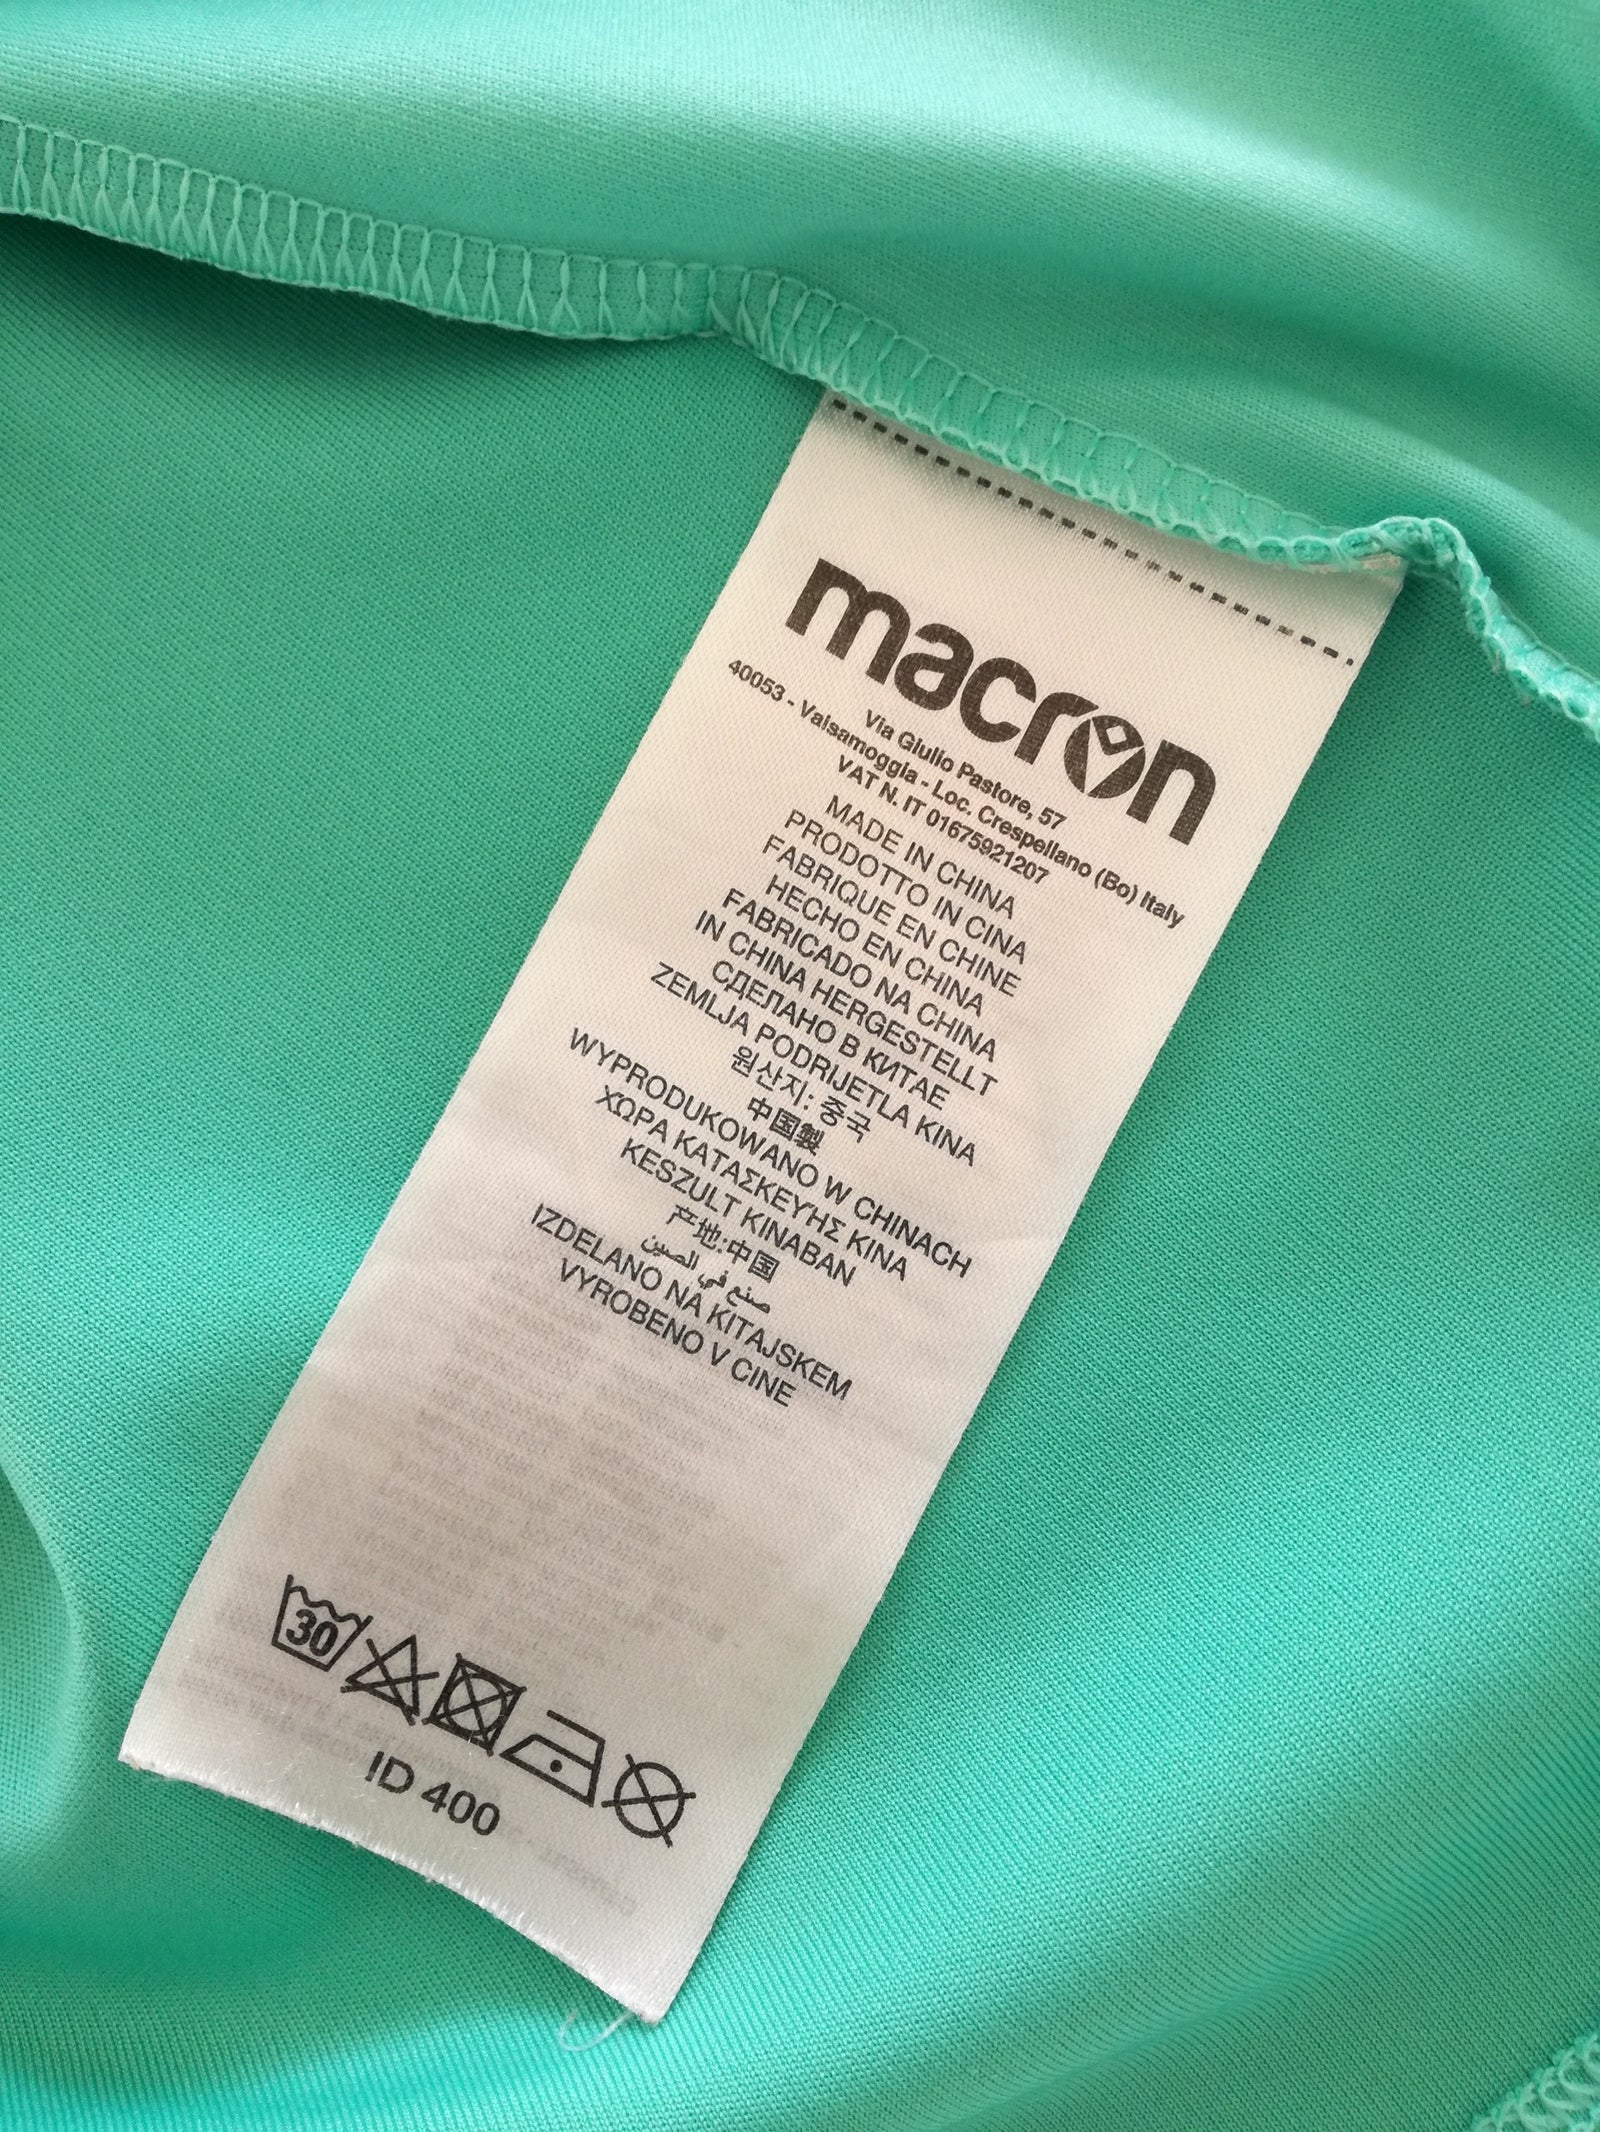 macron
Via Giulio Pastore, 57
40053 - Valsamoggia - Loc. Crespellano (Bo) Italy
VAT N. IT 01675921207
MADE IN CHINA
PRODOTTO IN CINA
FABRIQUE EN CHINE
HECHO EN CHINA
FABRICADO NA CHINA
IN CHINA HERGESTELLT
СДЕЛАНО В КИТАЕ
ZEMLJA PODRIJETLA KINA
원산지: 중국
中国製
WYPRODUKOWANO W CHINACH
ΧΩΡΑ ΚΑΤΑΣΚΕΥΗΣ ΚΙΝΑ
KESZULT KINABAN
产地:中国
صنع في الصين
IZDELANO NA KITAJSKEM
VYROBENO V CINE
30
ID 400